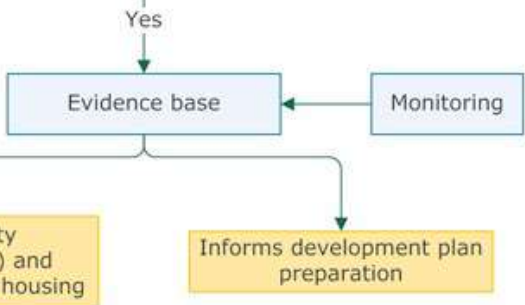 Yes
Evidence base
Monitoring
) and
housing
Informs development plan
preparation